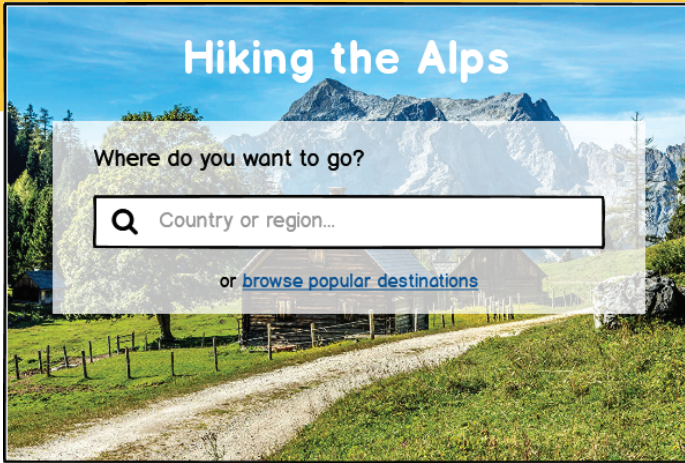 Hiking the Alps
Where do you want to go?
Country or region...
or browse popular destinations